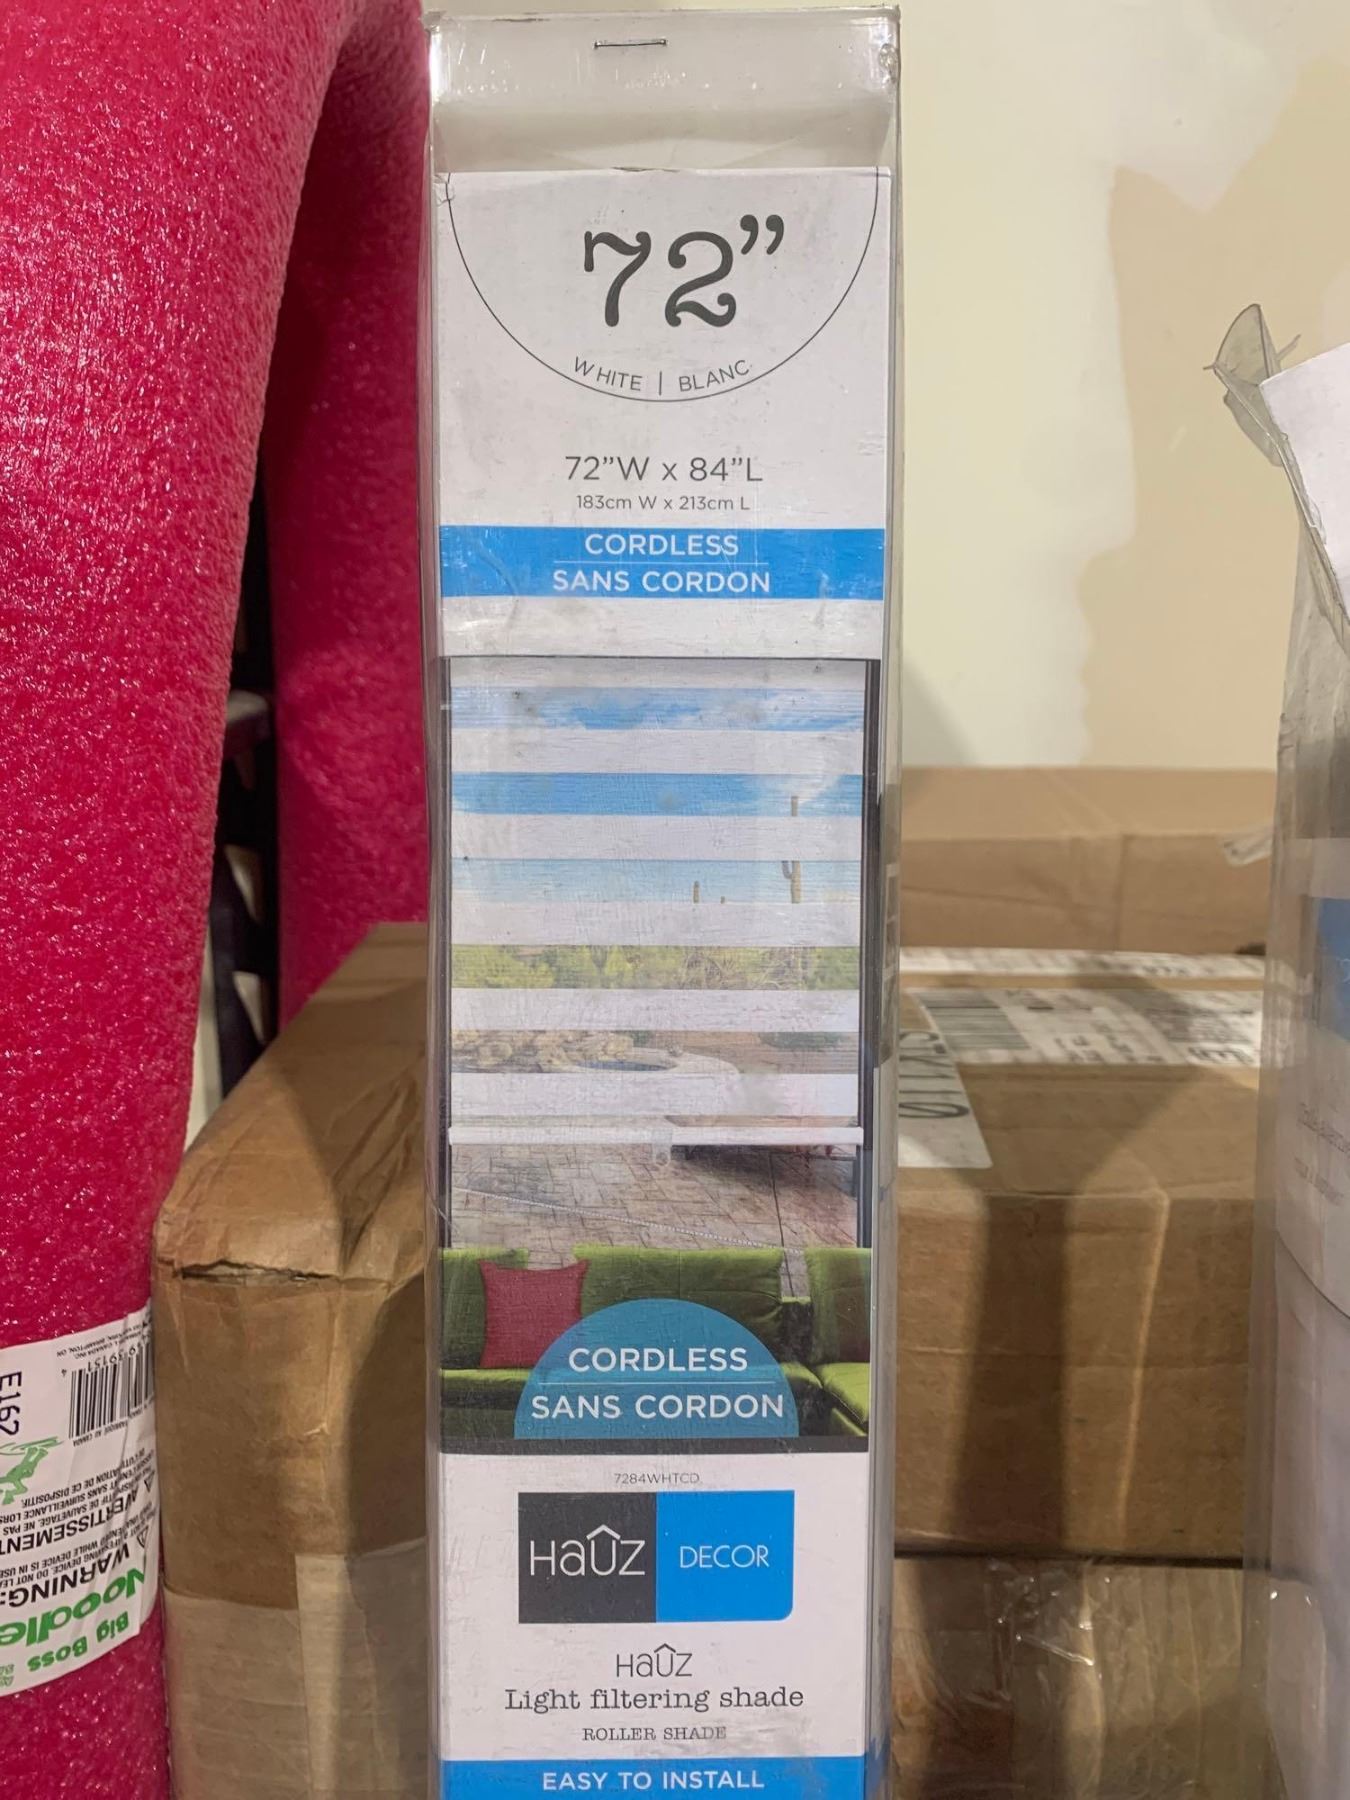 72"
WHITE | BLANC
72"W x 84"L
183cm W x 213cm L
CORDLESS
SANS CORDON
CORDLESS
SANS CORDON
7284WHTCD
HaûZ DECOR
HaûZ
Light filtering shade
ROLLER SHADE
EASY TO INSTALL
E162
WARNING:
AVERTISSEMENT
Big Boss
Noodle